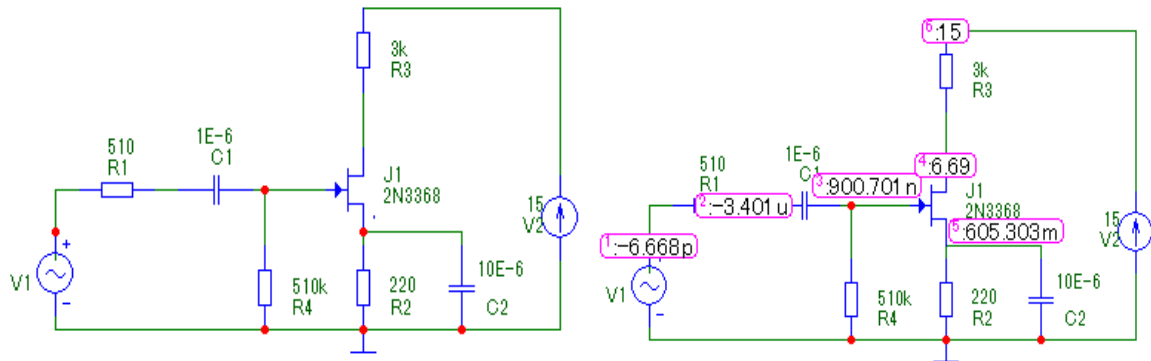 3k
R3
510
R1
1E-6
C1
J1
2N3368
15
V2
+
V1
-
510k
R4
220
R2
10E-6
C2
6:15
3k
R3
510
R1
1E-6
C1
4:6.69
3:900.701n
J1
2N3368
2:-3.401u
5:605.303m
15
V2
1:-6.668p
V1
-
510k
R4
220
R2
10E-6
C2